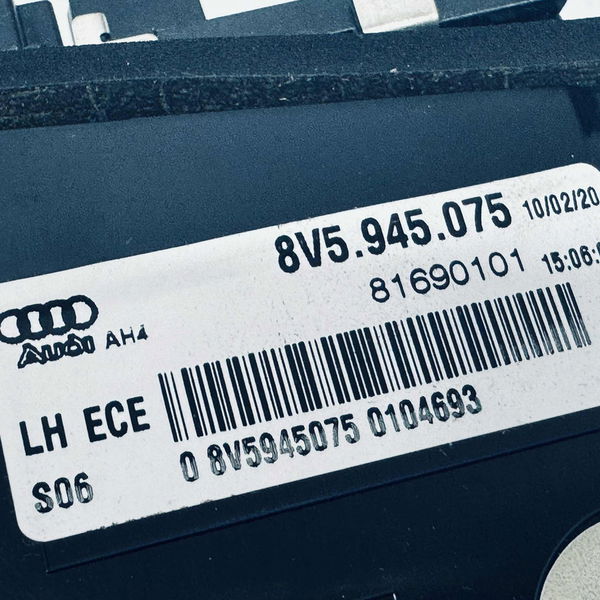 8V5.945.075 10/02/20
81690101 15:06:
Audi AH4
LH ECE
0 8V5945075 0104693
S06